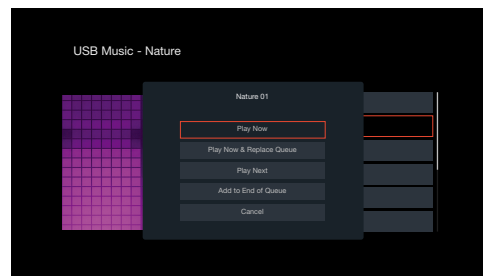 USB Music - Nature
Nature 01
Play Now
Play Now & Replace Queue
Play Next
Add to End of Queue
Cancel